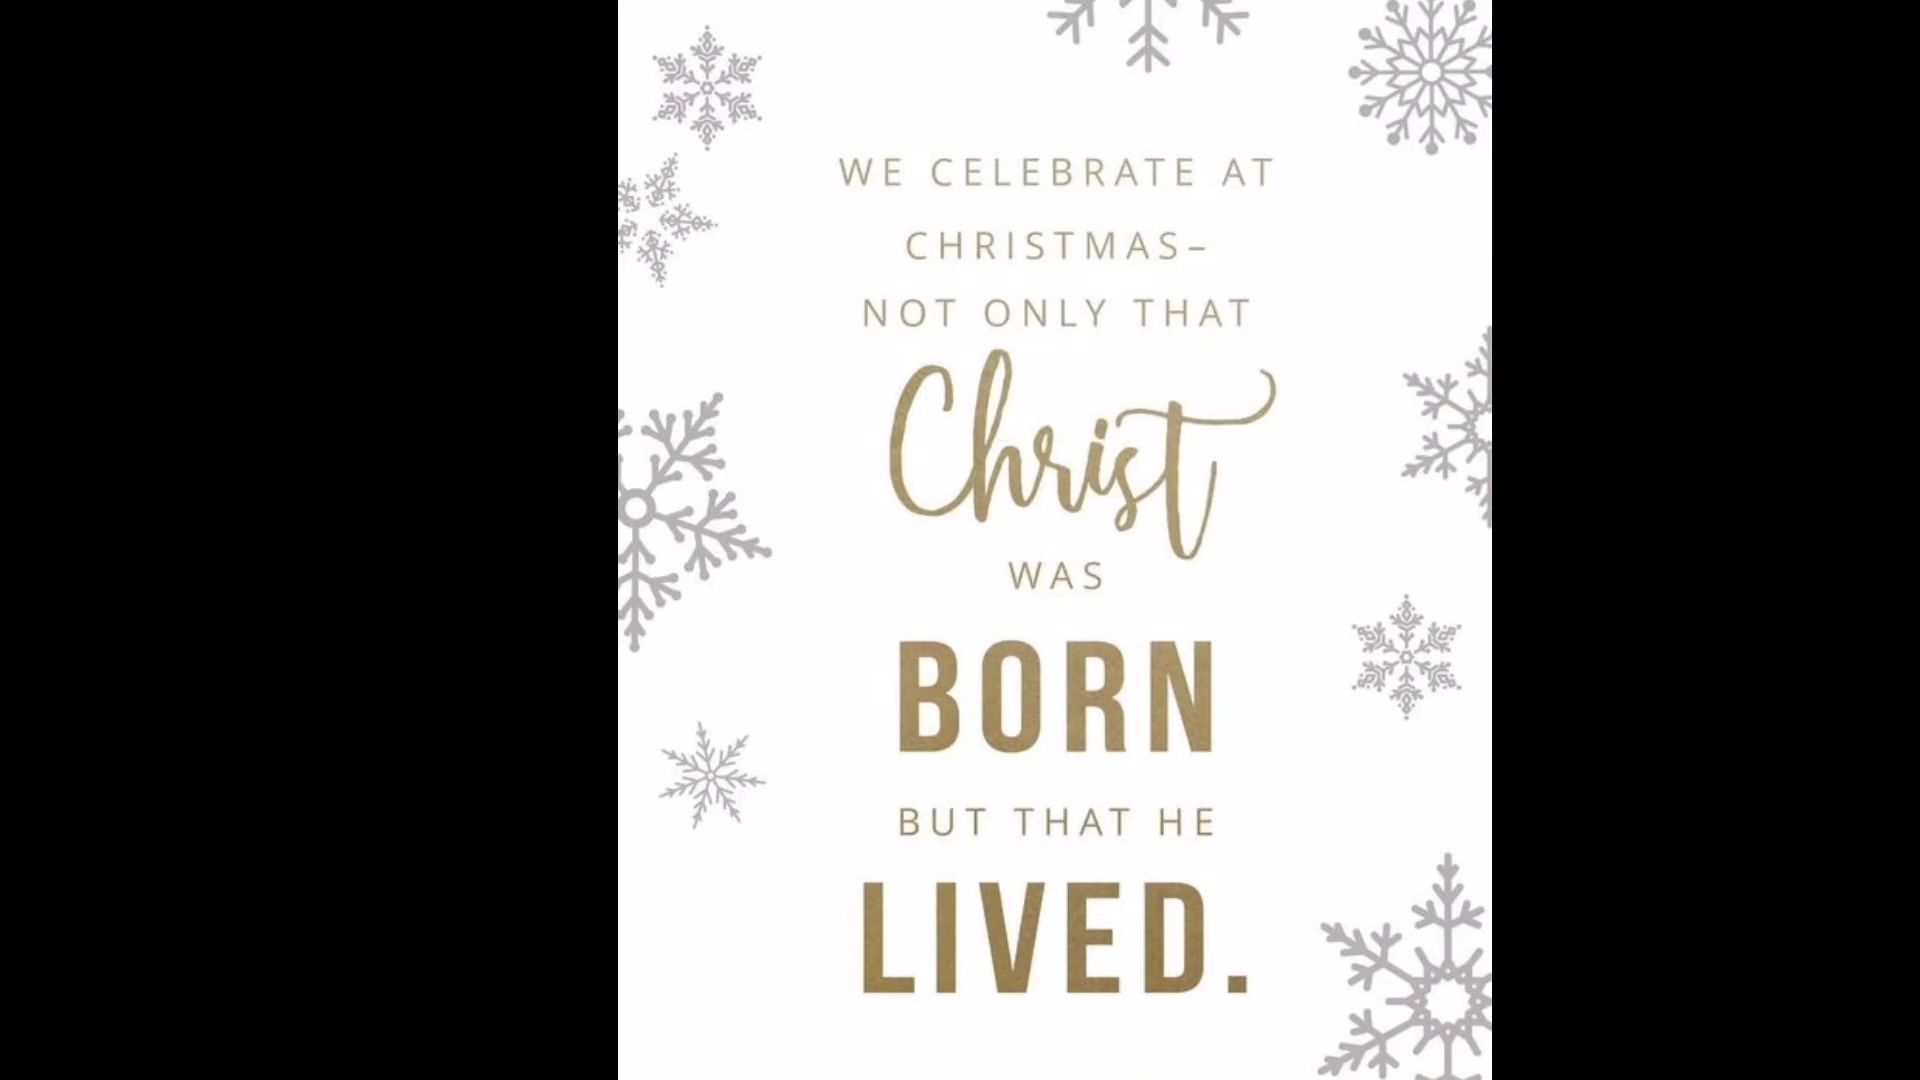 WE CELEBRATE AT
CHRISTMAS–
NOT ONLY THAT
Christ
WAS
BORN
BUT THAT HE
LIVED.